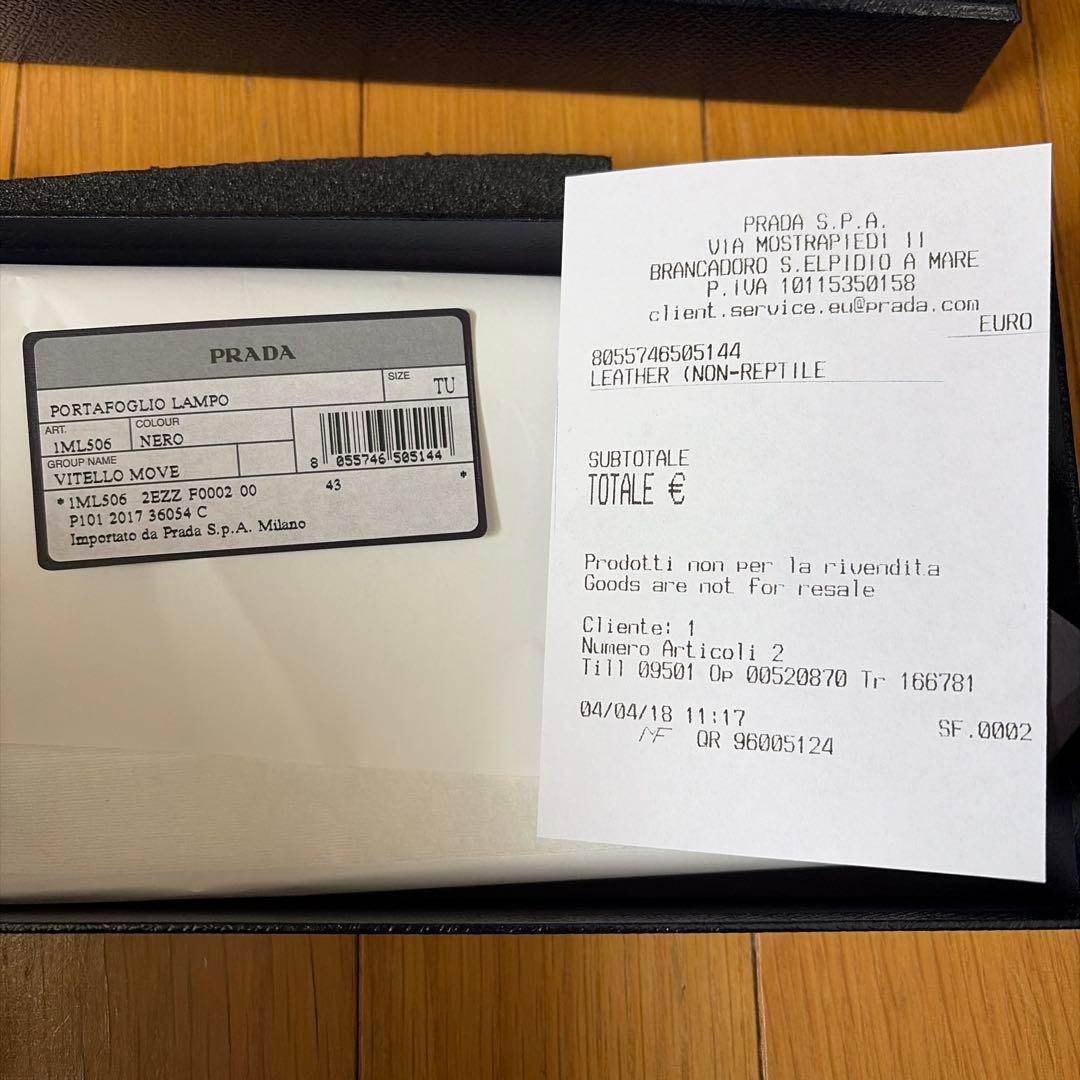 PRADA
PORTAFOGLIO LAMPO
SIZE
TU
ART.
1ML506
COLOUR
NERO
GROUP NAME
VITELLO MOVE
8 055746 505144
* 1ML506 2EZZ F0002 00 43 *
P101 2017 36054 C
Importato da Prada S.p.A. Milano
PRADA S.P.A.
VIA MOSTRAPIEDI 11
BRANCADORO S.ELPIDIO A MARE
P.IVA 10115350158
client.service.eu@prada.com
EURO
8055746505144
LEATHER (NON-REPTILE
SUBTOTALE
TOTALE €
Prodotti non per la rivendita
Goods are not for resale
Cliente: 1
Numero Articoli 2
Till 09501 Op 00520870 Tr 166781
04/04/18 11:17 SF.0002
MF QR 96005124